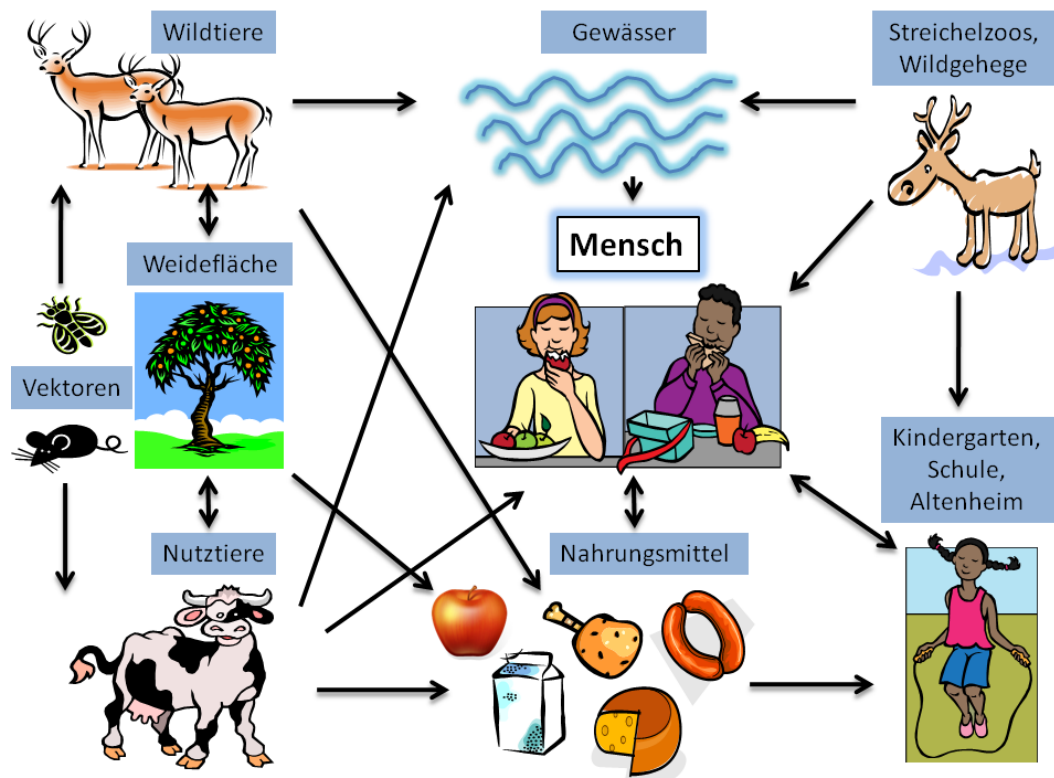 Wildtiere
Gewässer
Streichelzoos,
Wildgehege
Mensch
Weidefläche
Vektoren
Kindergarten,
Schule,
Altenheim
Nutztiere
Nahrungsmittel